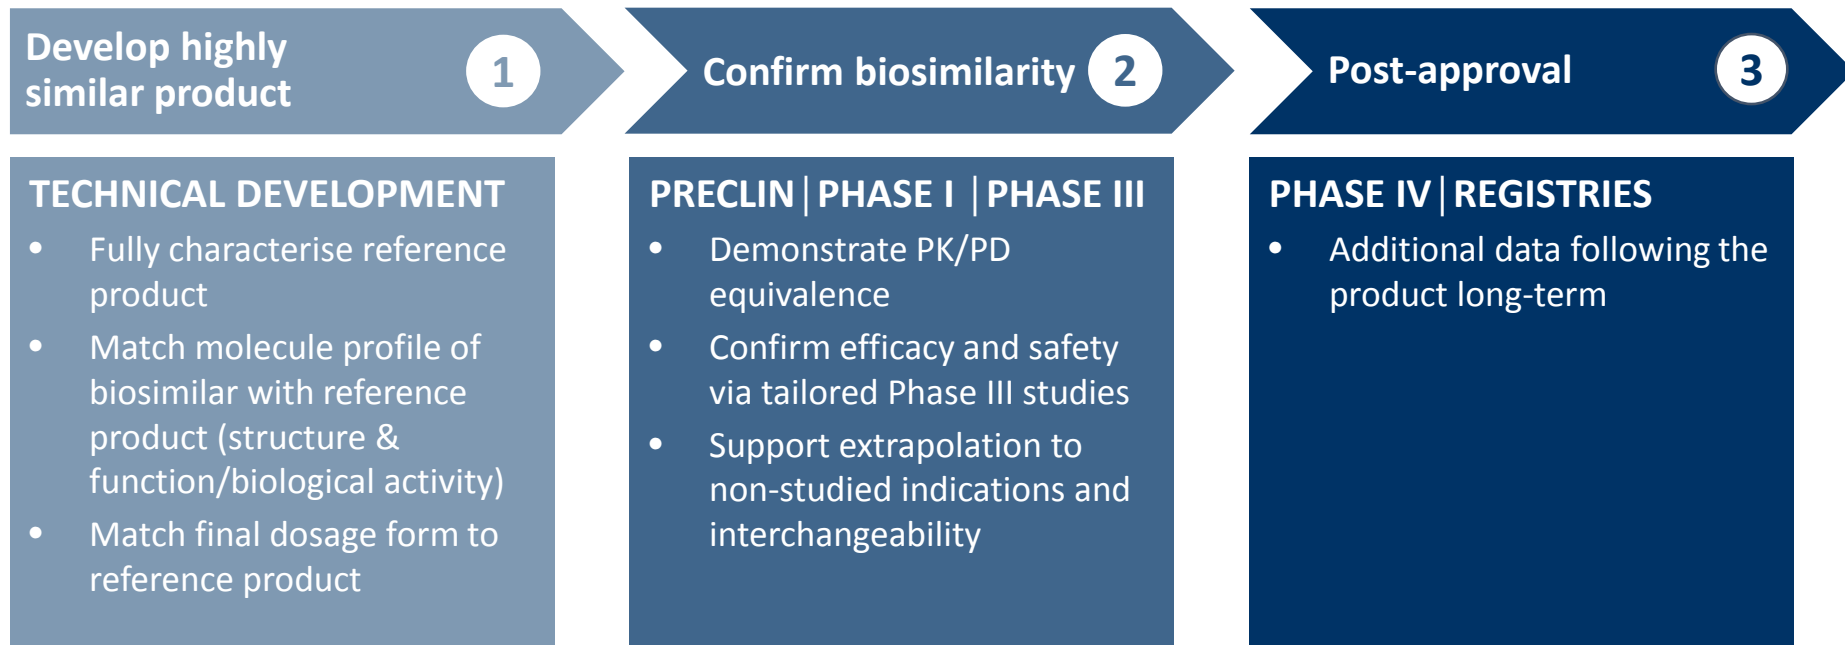 Develop highly
similar product
1
Confirm biosimilarity
2
Post-approval
3
TECHNICAL DEVELOPMENT
• Fully characterise reference
product
• Match molecule profile of
biosimilar with reference
product (structure &
function/biological activity)
• Match final dosage form to
reference product
PRECLIN|PHASE I |PHASE III
• Demonstrate PK/PD
equivalence
• Confirm efficacy and safety
via tailored Phase III studies
• Support extrapolation to
non-studied indications and
interchangeability
PHASE IV|REGISTRIES
• Additional data following the
product long-term